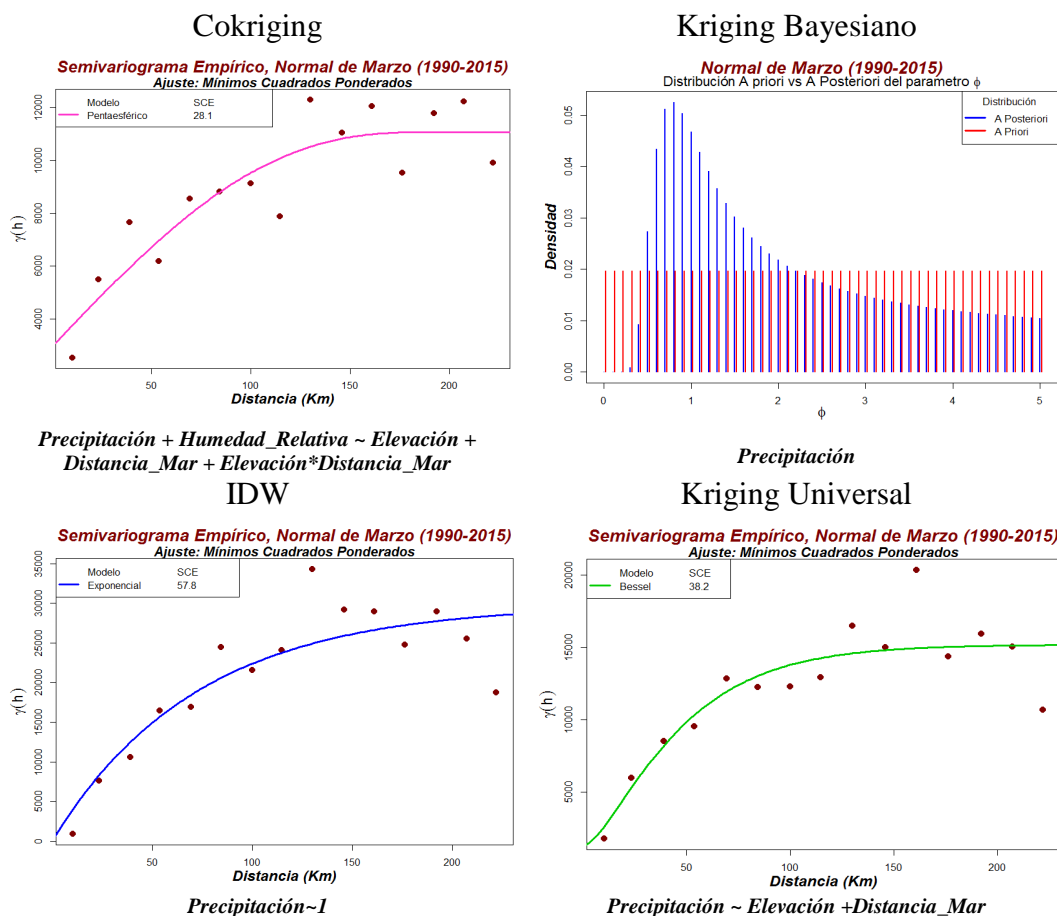 Cokriging
Semivariograma Empírico, Normal de Marzo (1990-2015)
Ajuste: Mínimos Cuadrados Ponderados
Modelo SCE
Pentaesférico 28.1
γ(h)
12000
10000
8000
6000
4000
50 100 150 200
Distancia (Km)
Precipitación + Humedad_Relativa ~ Elevación +
Distancia_Mar + Elevación*Distancia_Mar
Kriging Bayesiano
Normal de Marzo (1990-2015)
Distribución A priori vs A Posteriori del parametro ϕ
Distribución
A Posteriori
A Priori
Densidad
0.05
0.04
0.03
0.02
0.01
0.00
0 1 2 3 4 5
ϕ
Precipitación
IDW
Semivariograma Empírico, Normal de Marzo (1990-2015)
Ajuste: Mínimos Cuadrados Ponderados
Modelo SCE
Exponencial 57.8
γ(h)
35000
30000
25000
20000
15000
10000
5000
0
50 100 150 200
Distancia (Km)
Precipitación~1
Kriging Universal
Semivariograma Empírico, Normal de Marzo (1990-2015)
Ajuste: Mínimos Cuadrados Ponderados
Modelo SCE
Bessel 38.2
γ(h)
20000
15000
10000
5000
50 100 150 200
Distancia (Km)
Precipitación ~ Elevación +Distancia_Mar